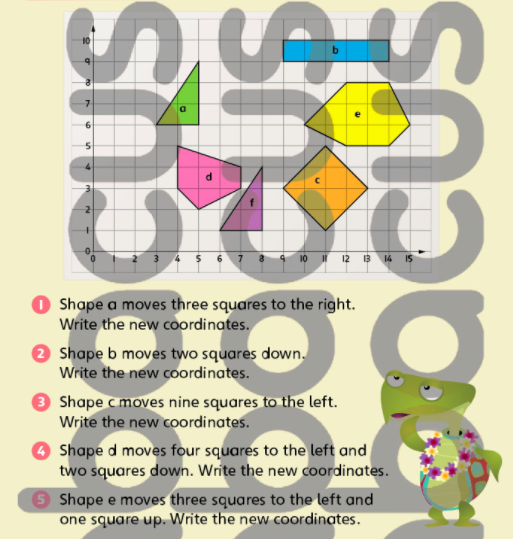 10
9
8
7
6
5
4
3
2
1
0
b
a
e
d
c
f
0 1 2 3 4 5 6 7 8 9 10 11 12 13 14 15
1 Shape a moves three squares to the right.
Write the new coordinates.
2 Shape b moves two squares down.
Write the new coordinates.
3 Shape c moves nine squares to the left.
Write the new coordinates.
4 Shape d moves four squares to the left and
two squares down. Write the new coordinates.
5 Shape e moves three squares to the left and
one square up. Write the new coordinates.